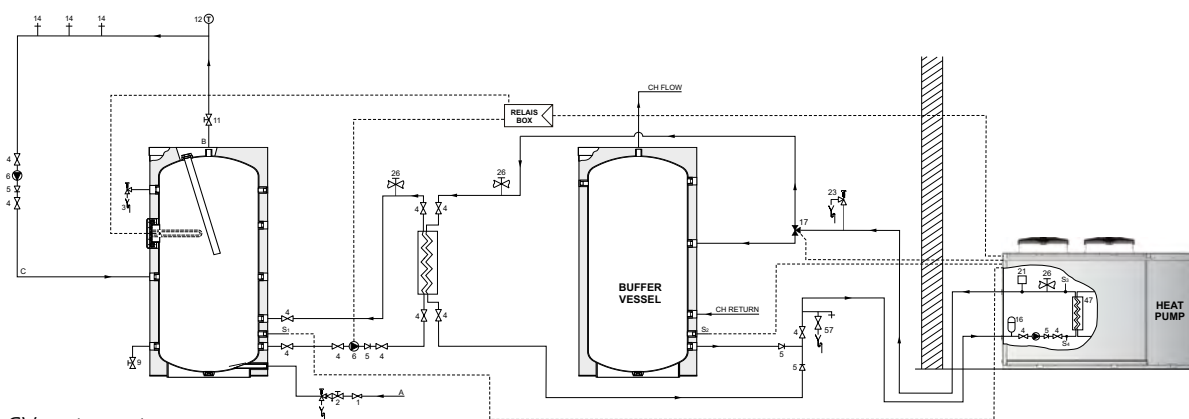 14 14 14
12 T
CH FLOW
RELAIS
BOX
11
B
4
6
5
4
3
26
26
4 4
23
17
C
BUFFER
VESSEL
21 26 S3
47
HEAT
PUMP
16
4 5 4
S4
4
S1
4 4
CH RETURN
S2
4
57
9
4 4 6 5 4
5
5
2 1
A